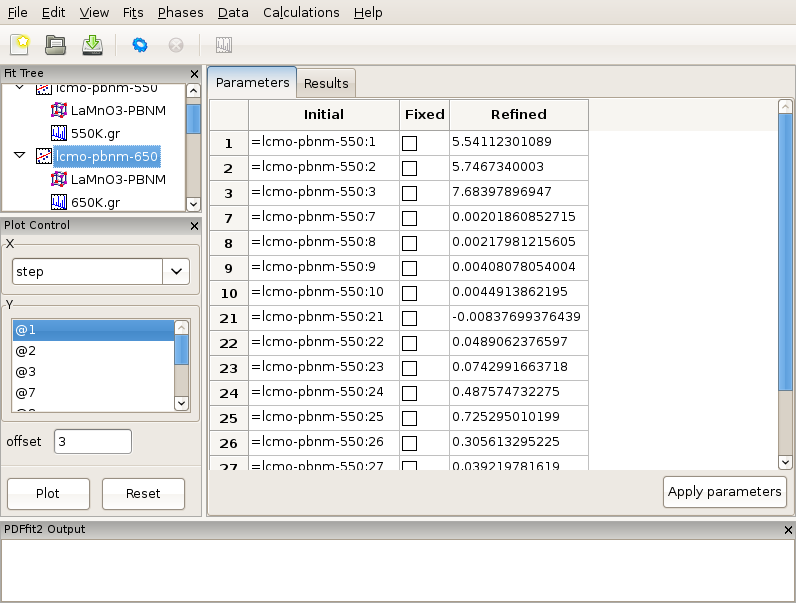 File Edit View Fits Phases Data Calculations Help
Fit Tree
lcmo-pbnm-550
LaMnO3-PBNM
550K.gr
lcmo-pbnm-650
LaMnO3-PBNM
650K.gr
Plot Control
X
step
Y
@1
@2
@3
@7
offset 3
Plot Reset
Parameters Results
Initial Fixed Refined
1 =lcmo-pbnm-550:1 5.54112301089
2 =lcmo-pbnm-550:2 5.7467340003
3 =lcmo-pbnm-550:3 7.68397896947
7 =lcmo-pbnm-550:7 0.00201860852715
8 =lcmo-pbnm-550:8 0.00217981215605
9 =lcmo-pbnm-550:9 0.00408078054004
10 =lcmo-pbnm-550:10 0.0044913862195
21 =lcmo-pbnm-550:21 -0.00837699376439
22 =lcmo-pbnm-550:22 0.0489062376597
23 =lcmo-pbnm-550:23 0.0742991663718
24 =lcmo-pbnm-550:24 0.487574732275
25 =lcmo-pbnm-550:25 0.725295010199
26 =lcmo-pbnm-550:26 0.305613295225
27 =lcmo-pbnm-550:27 0.039219781619
Apply parameters
PDFfit2 Output